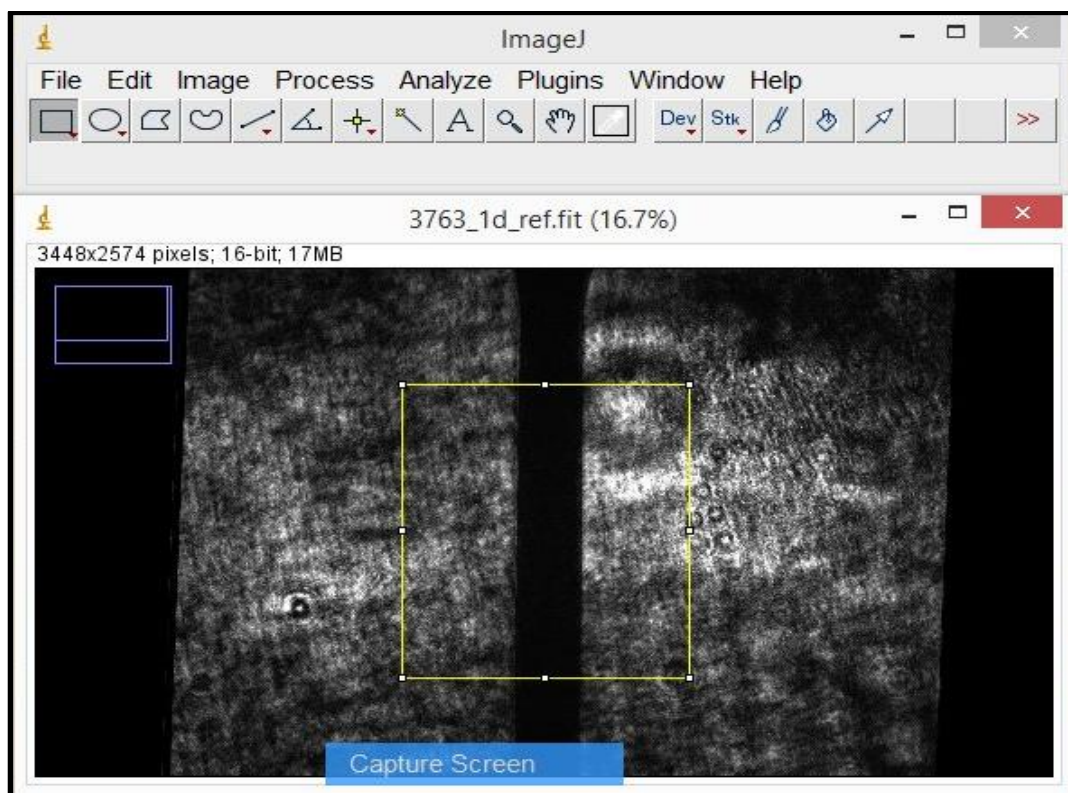 ImageJ
File Edit Image Process Analyze Plugins Window Help
A Dev Stk >>
3763_1d_ref.fit (16.7%)
3448x2574 pixels; 16-bit; 17MB
Capture Screen